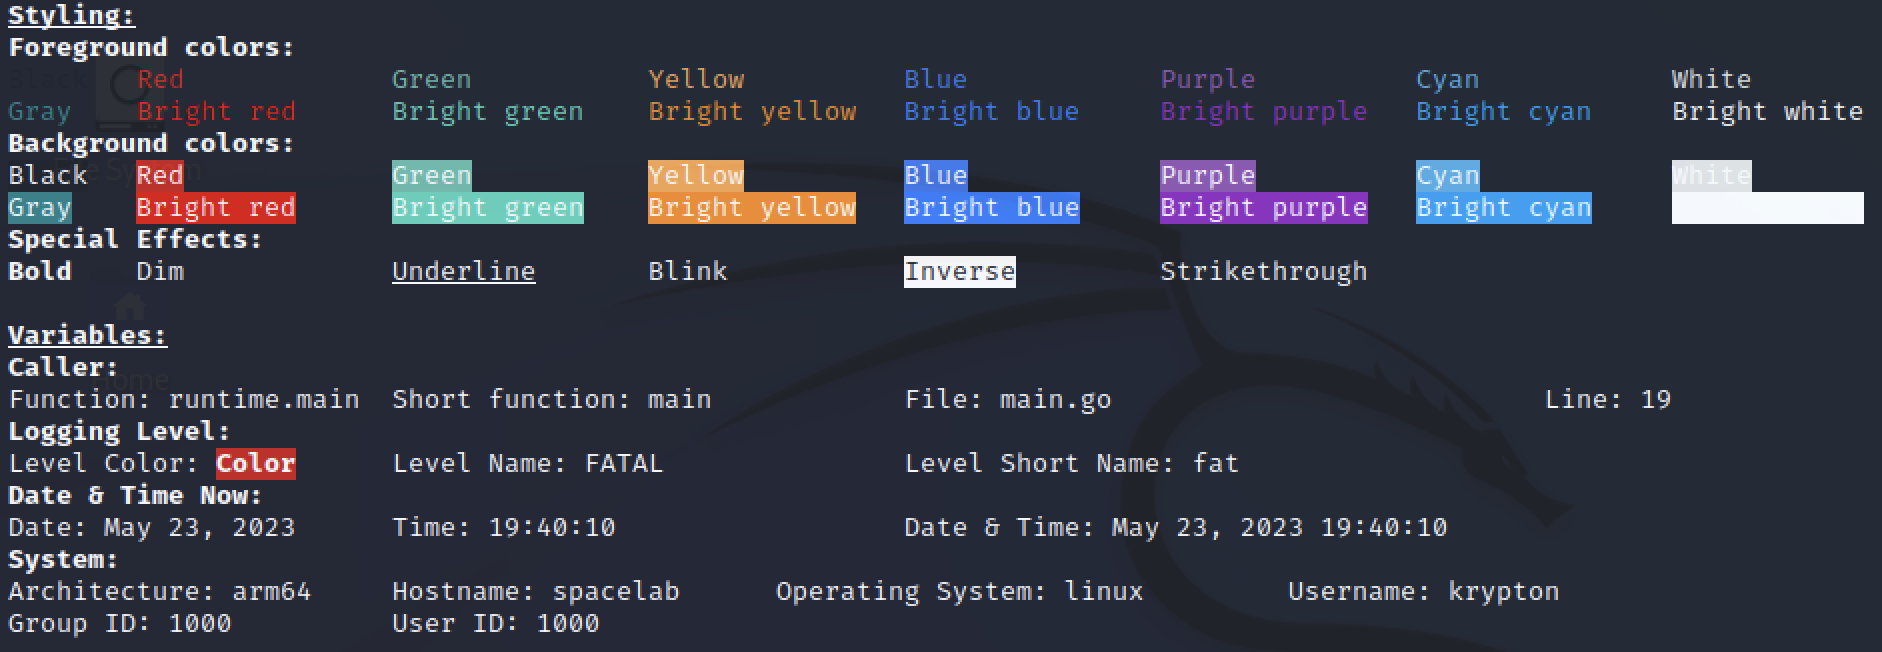 Styling:
Foreground colors:
Black Red Green Yellow Blue Purple Cyan White
Gray Bright red Bright green Bright yellow Bright blue Bright purple Bright cyan Bright white
Background colors:
Black Red Green Yellow Blue Purple Cyan White
Gray Bright red Bright green Bright yellow Bright blue Bright purple Bright cyan
Special Effects:
Bold Dim Underline Blink Inverse Strikethrough
Variables:
Caller:
Home
Function: runtime.main Short function: main File: main.go Line: 19
Logging Level:
Level Color: Color Level Name: FATAL Level Short Name: fat
Date & Time Now:
Date: May 23, 2023 Time: 19:40:10 Date & Time: May 23, 2023 19:40:10
System:
Architecture: arm64 Hostname: spacelab Operating System: linux Username: krypton
Group ID: 1000 User ID: 1000